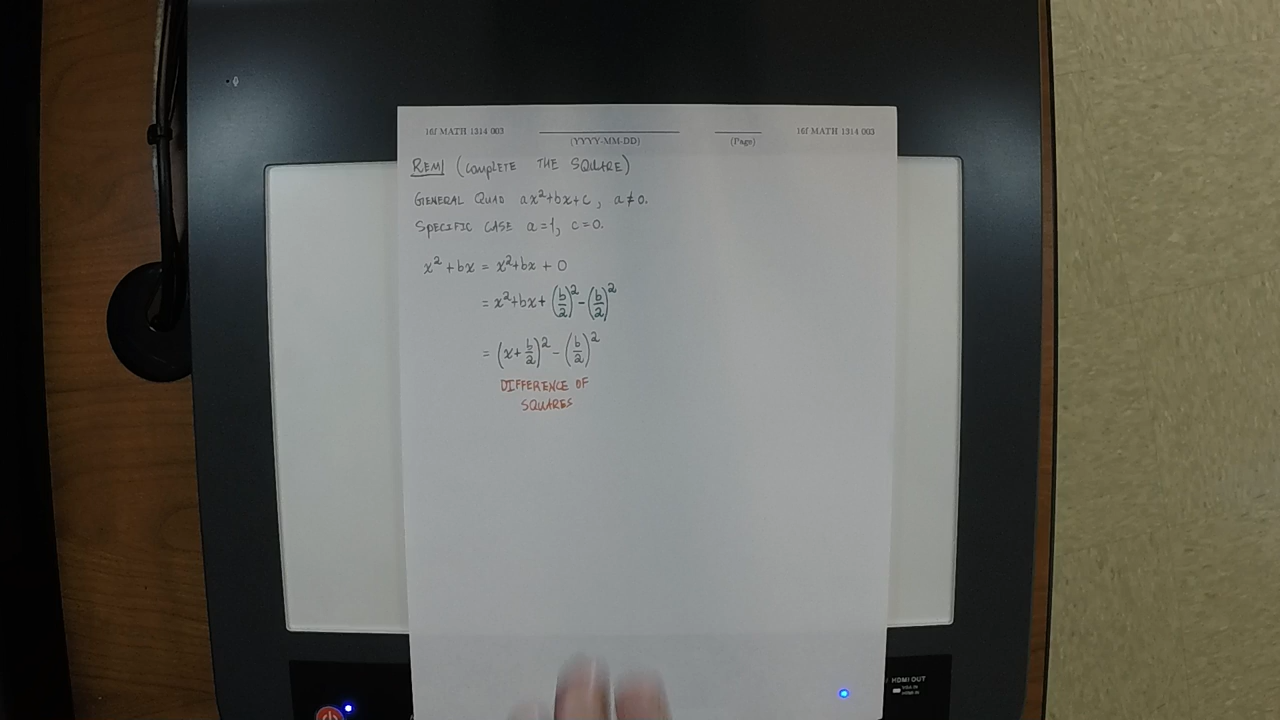 16f MATH 1314 003
(YYYY-MM-DD)
(Page)
16f MATH 1314 003
REM (COMPLETE THE SQUARE)
GENERAL QUAD ax²+bx+c, a≠0.
SPECIFIC CASE a=1, c=0.
x²+bx = x²+bx+0
= x²+bx+(b/2)²-(b/2)²
= (x+b/2)²-(b/2)²
DIFFERENCE OF
SQUARES
HDMI OUT